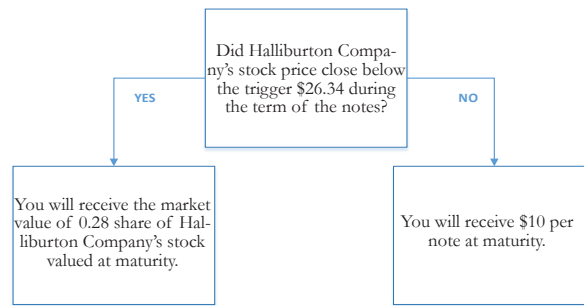 Did Halliburton Compa-
ny's stock price close below
the trigger $26.34 during
the term of the notes?
YES
NO
You will receive the market
value of 0.28 share of Hal-
liburton Company's stock
valued at maturity.
You will receive $10 per
note at maturity.